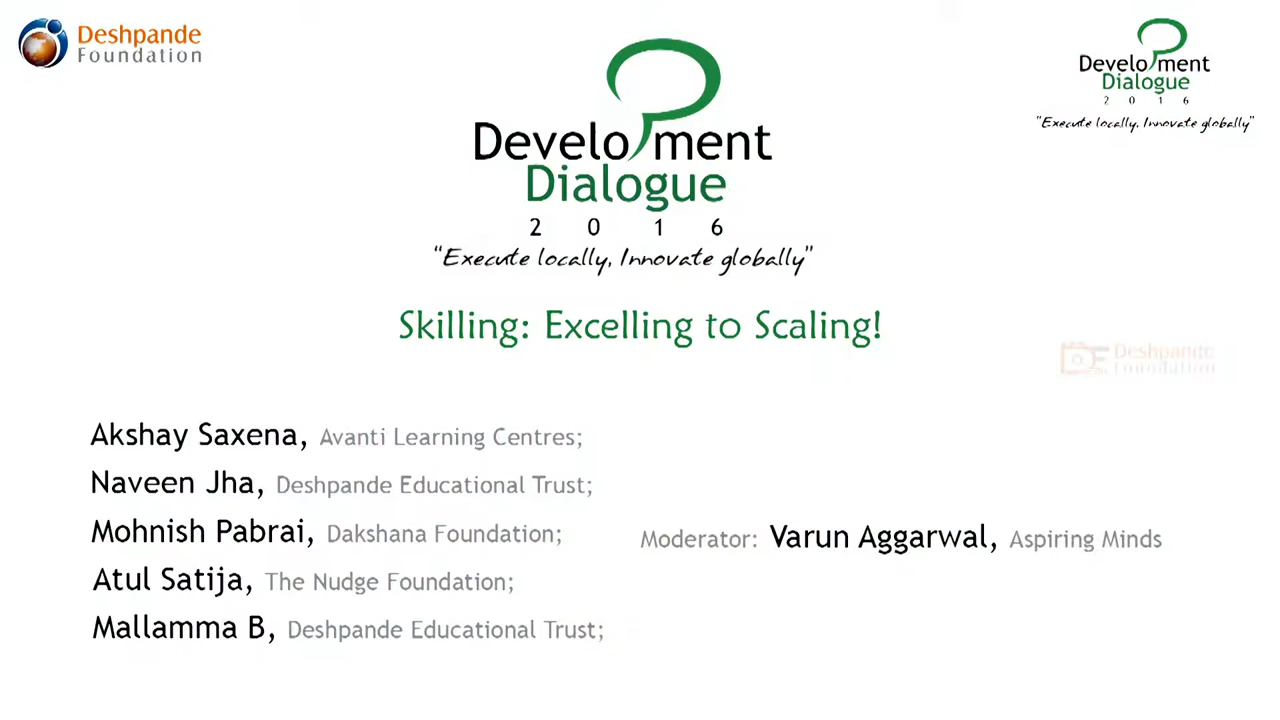 Deshpande
Foundation
Development
Dialogue
2 0 1 6
"Execute locally, Innovate globally"
Development
Dialogue
2 0 1 6
"Execute locally, Innovate globally"
Skilling: Excelling to Scaling!
Deshpande
Foundation
Akshay Saxena, Avanti Learning Centres;
Naveen Jha, Deshpande Educational Trust;
Mohnish Pabrai, Dakshana Foundation;
Moderator: Varun Aggarwal, Aspiring Minds
Atul Satija, The Nudge Foundation;
Mallamma B, Deshpande Educational Trust;